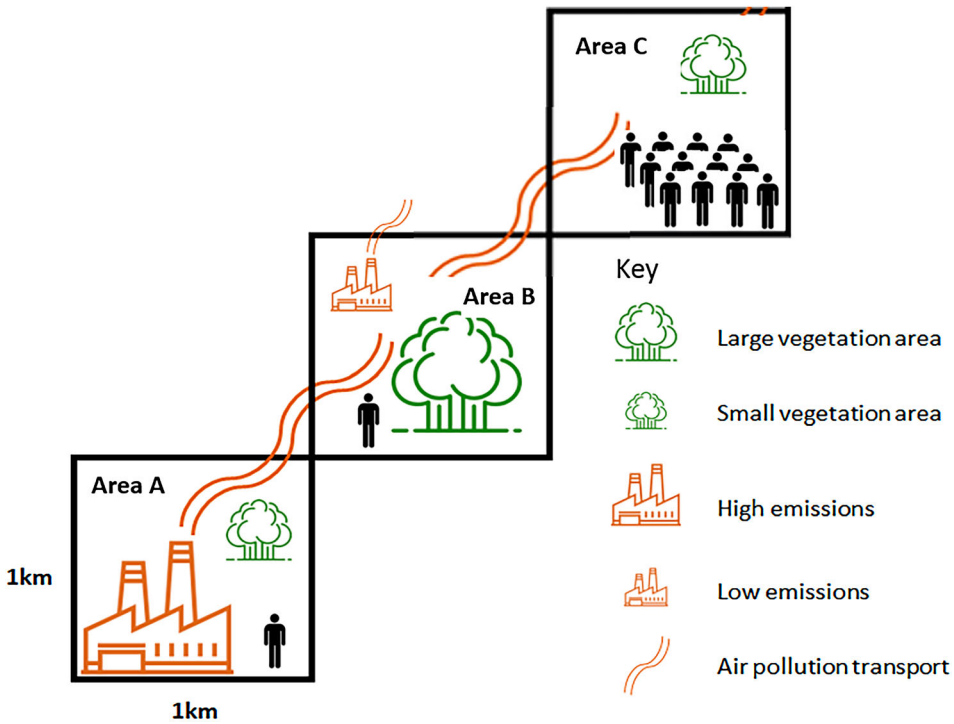 Area C
Area B
Key
Large vegetation area
Small vegetation area
Area A
High emissions
1km
Low emissions
Air pollution transport
1km